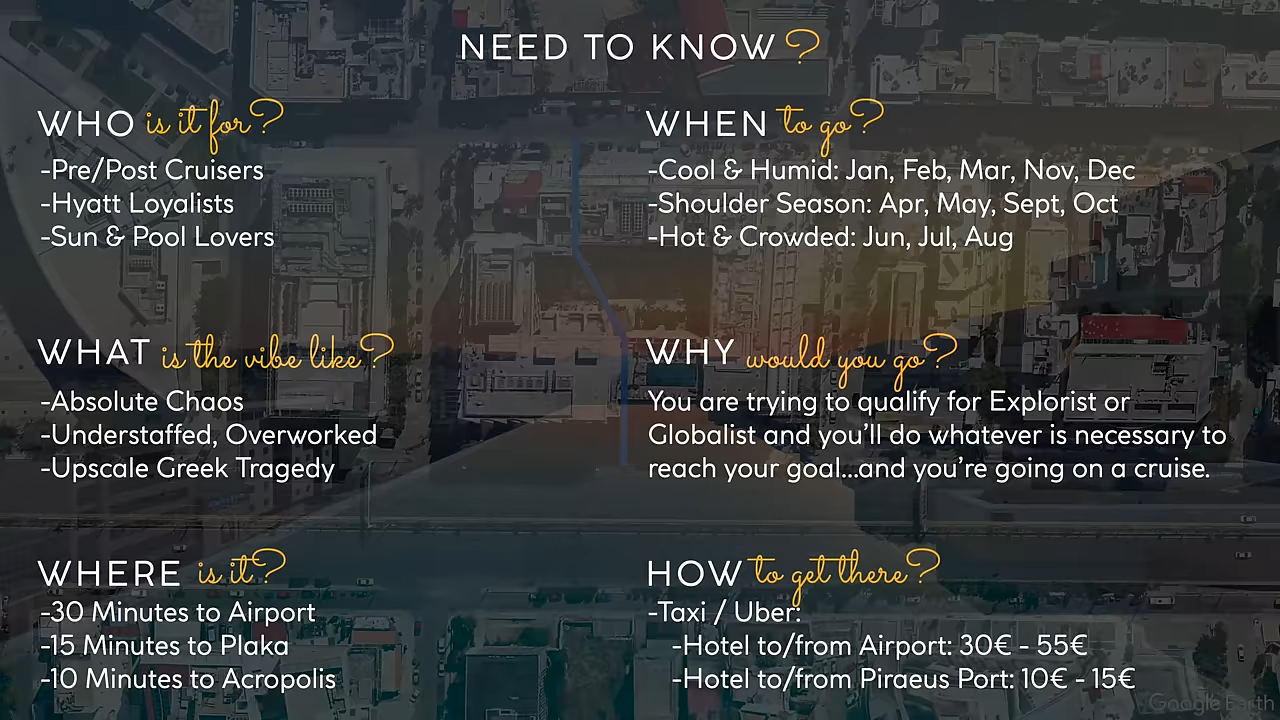 NEED TO KNOW?
WHO is it for?
-Pre/Post Cruisers
-Hyatt Loyalists
-Sun & Pool Lovers
WHAT is the vibe like?
-Absolute Chaos
-Understaffed, Overworked
-Upscale Greek Tragedy
WHERE is it?
-30 Minutes to Airport
-15 Minutes to Plaka
-10 Minutes to Acropolis
WHEN to go?
-Cool & Humid: Jan, Feb, Mar, Nov, Dec
-Shoulder Season: Apr, May, Sept, Oct
-Hot & Crowded: Jun, Jul, Aug
WHY would you go?
You are trying to qualify for Explorist or
Globalist and you'll do whatever is necessary to
reach your goal...and you're going on a cruise.
HOW to get there?
-Taxi / Uber:
-Hotel to/from Airport: 30€ - 55€
-Hotel to/from Piraeus Port: 10€ - 15€
Google Earth